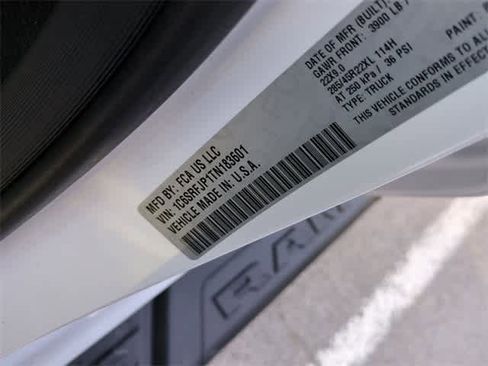 MFD BY: FCA US LLC
VIN: 1C6SRFJP1TN183601
VEHICLE MADE IN: U.S.A.
DATE OF MFR (BUILT)
GAWR FRONT: 3900 LB
22X9.0
285/45R22XL 114H
AT 250 kPa / 36 PSI
TYPE: TRUCK
THIS VEHICLE CONFORMS TO ALL
STANDARDS IN EFFECT
PAINT:
RAM